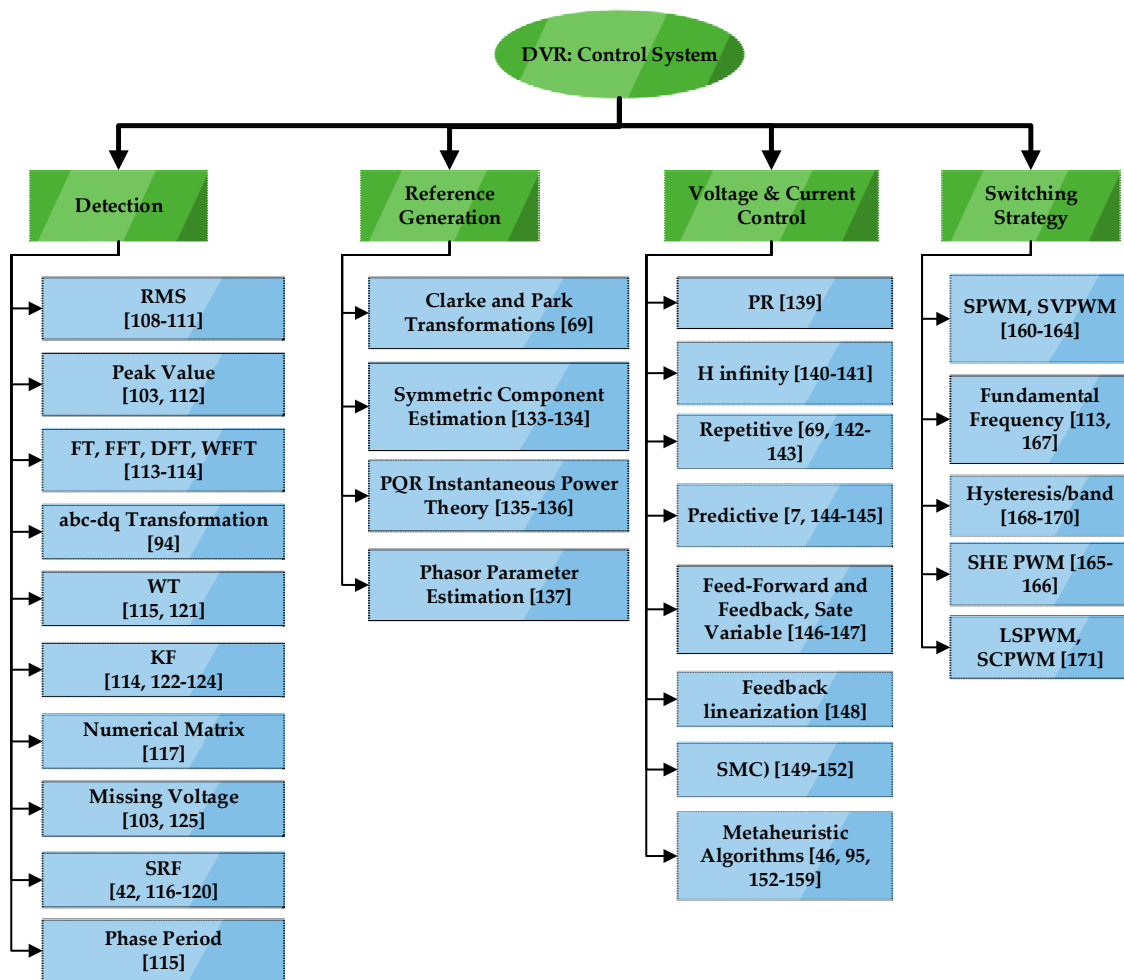 DVR: Control System
Detection
RMS
[108-111]
Peak Value
[103, 112]
FT, FFT, DFT, WFFT
[113-114]
abc-dq Transformation
[94]
WT
[115, 121]
KF
[114, 122-124]
Numerical Matrix
[117]
Missing Voltage
[103, 125]
SRF
[42, 116-120]
Phase Period
[115]
Reference
Generation
Clarke and Park
Transformations [69]
Symmetric Component
Estimation [133-134]
PQR Instantaneous Power
Theory [135-136]
Phasor Parameter
Estimation [137]
Voltage & Current
Control
PR [139]
H infinity [140-141]
Repetitive [69, 142-
143]
Predictive [7, 144-145]
Feed-Forward and
Feedback, Sate
Variable [146-147]
Feedback
linearization [148]
SMC) [149-152]
Metaheuristic
Algorithms [46, 95,
152-159]
Switching
Strategy
SPWM, SVPWM
[160-164]
Fundamental
Frequency [113,
167]
Hysteresis/band
[168-170]
SHE PWM [165-
166]
LSPWM,
SCPWM [171]